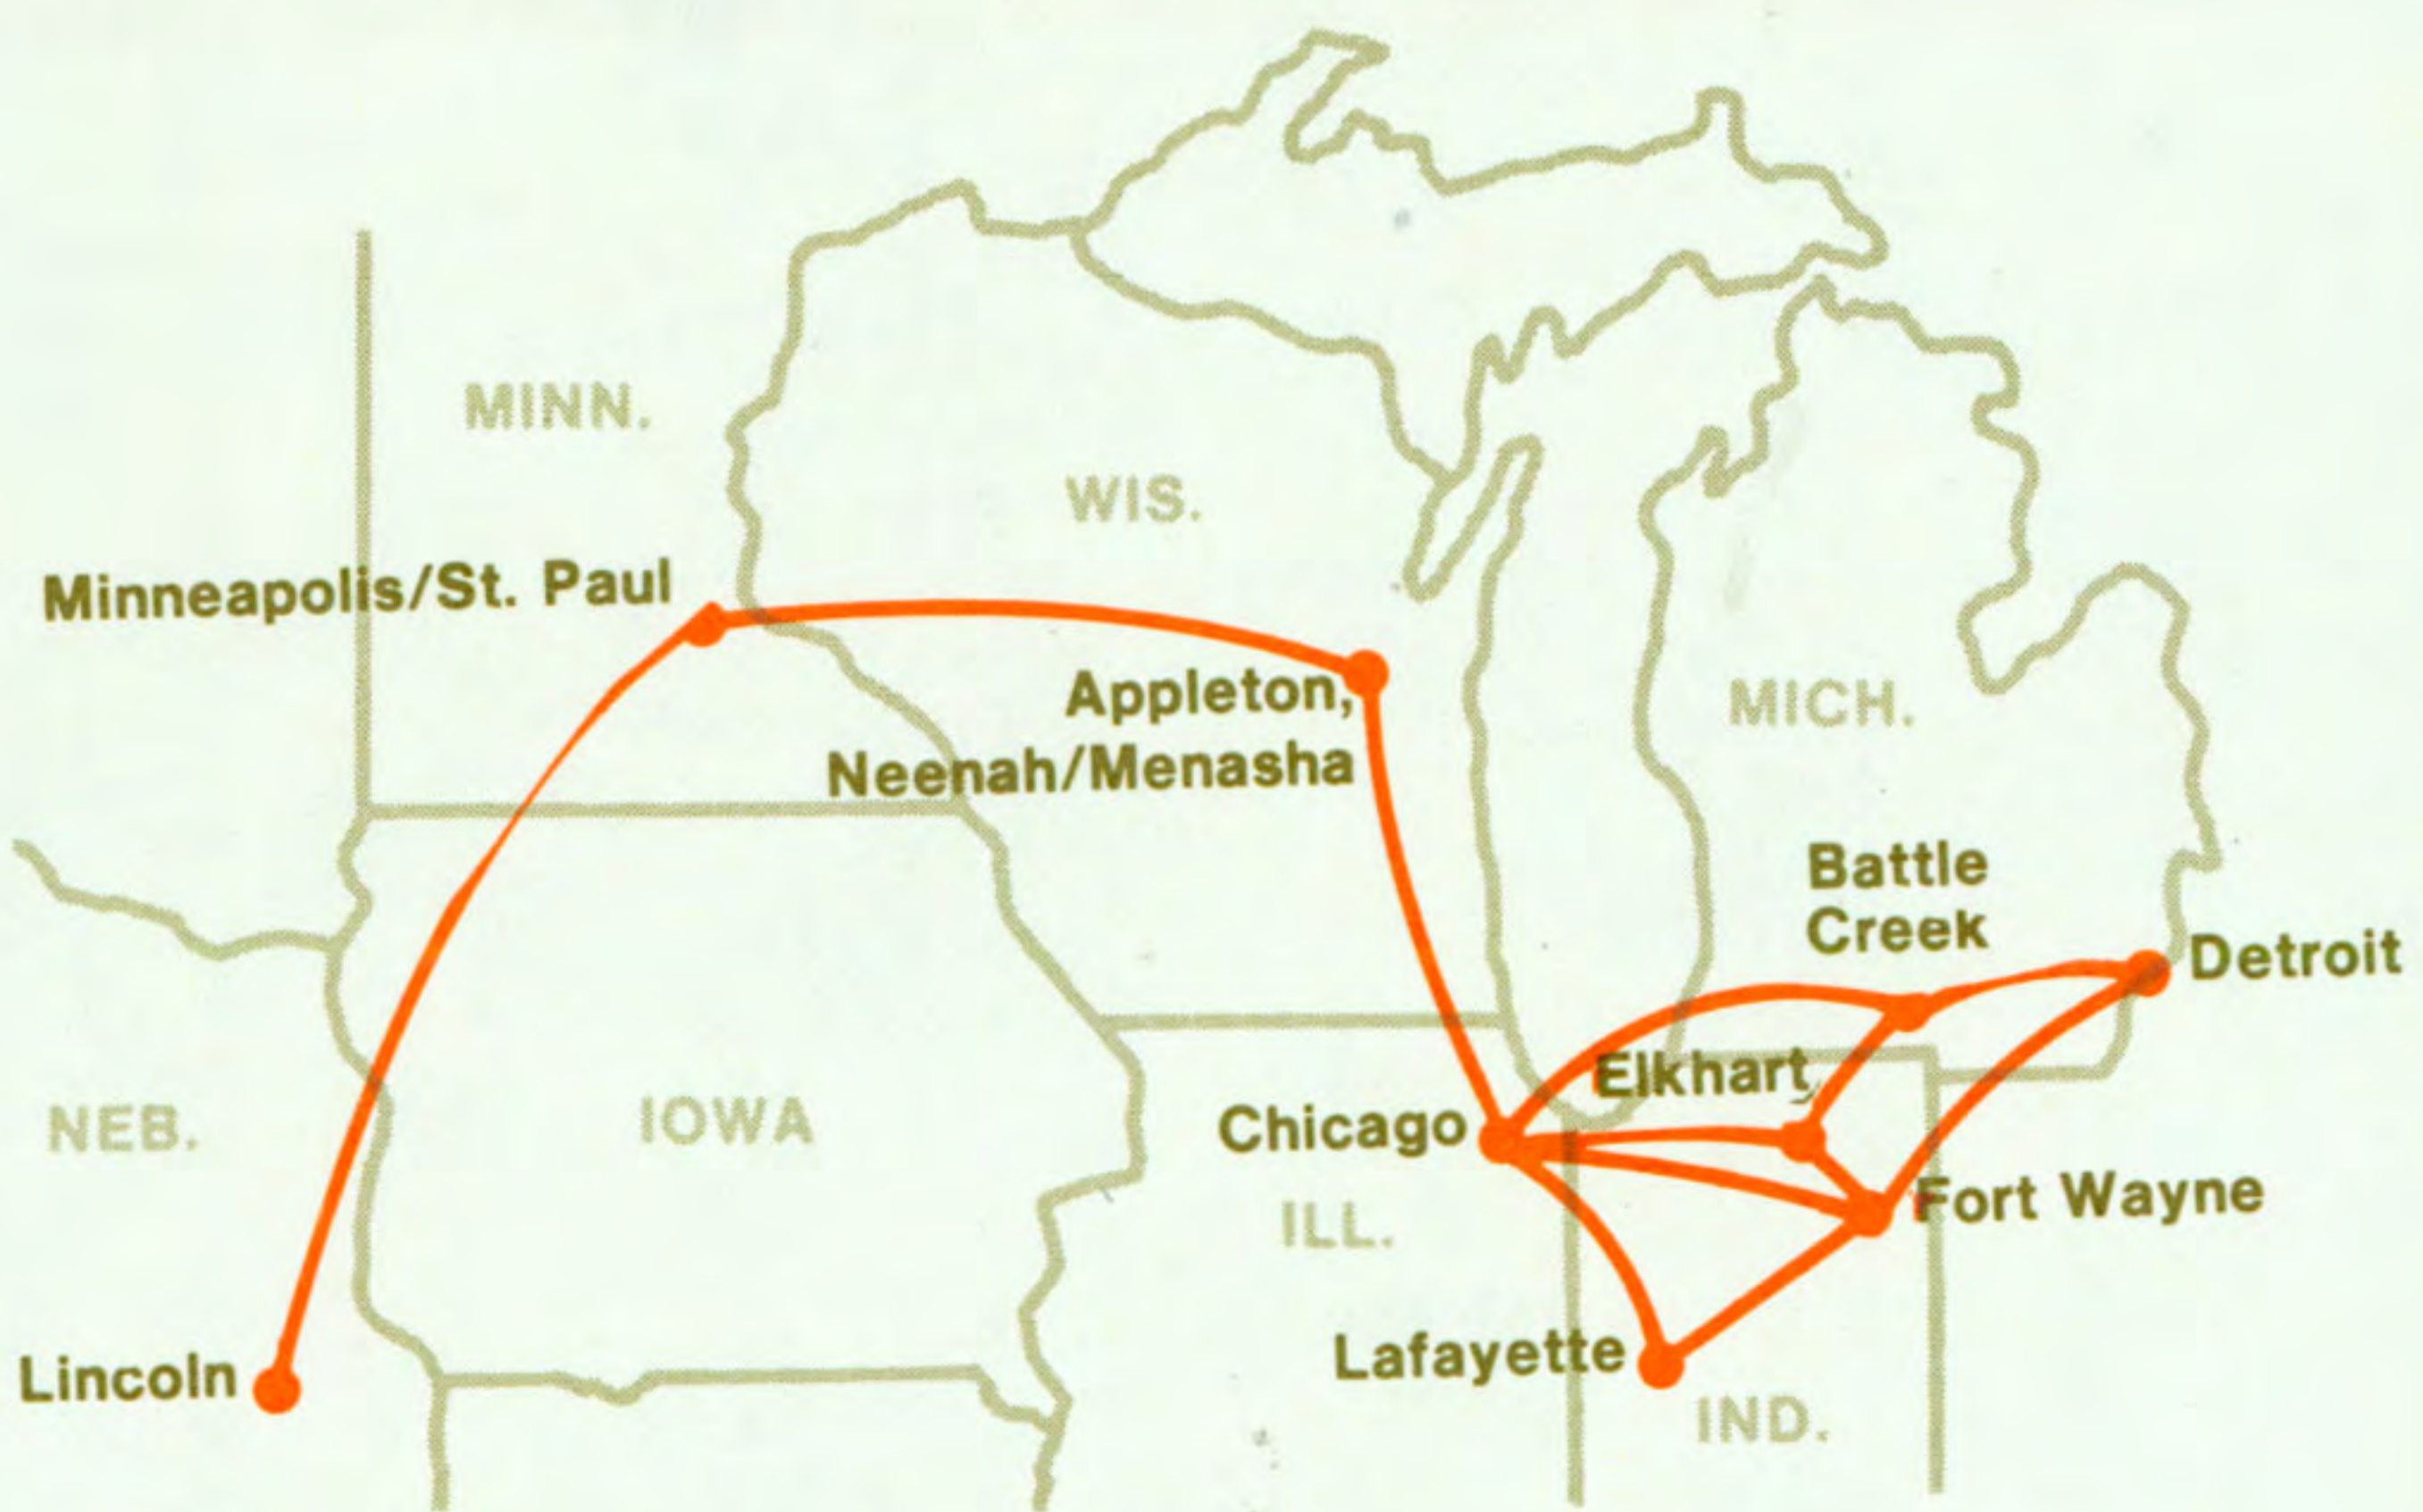 MINN.
WIS.
Minneapolis/St. Paul
Appleton,
Neenah/Menasha
MICH.
Battle
Creek
Detroit
Elkhart
NEB.
IOWA
Chicago
Fort Wayne
ILL.
Lafayette
Lincoln
IND.